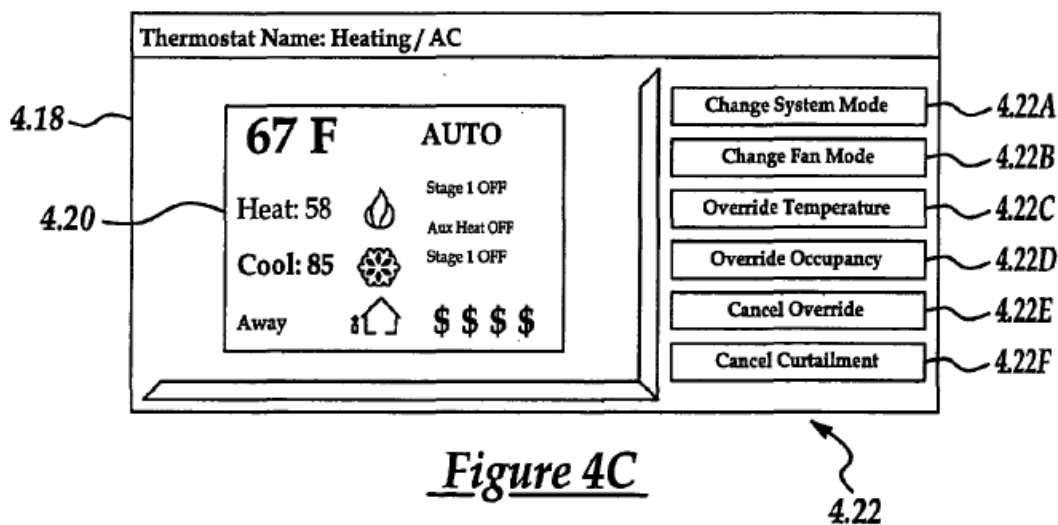 Thermostat Name: Heating / AC
4.18
67 F AUTO
Stage 1 OFF
4.20
Heat: 58
Aux Heat OFF
Cool: 85
Stage 1 OFF
Away $ $ $ $
Change System Mode 4.22A
Change Fan Mode 4.22B
Override Temperature 4.22C
Override Occupancy 4.22D
Cancel Override 4.22E
Cancel Curtailment 4.22F
Figure 4C
4.22